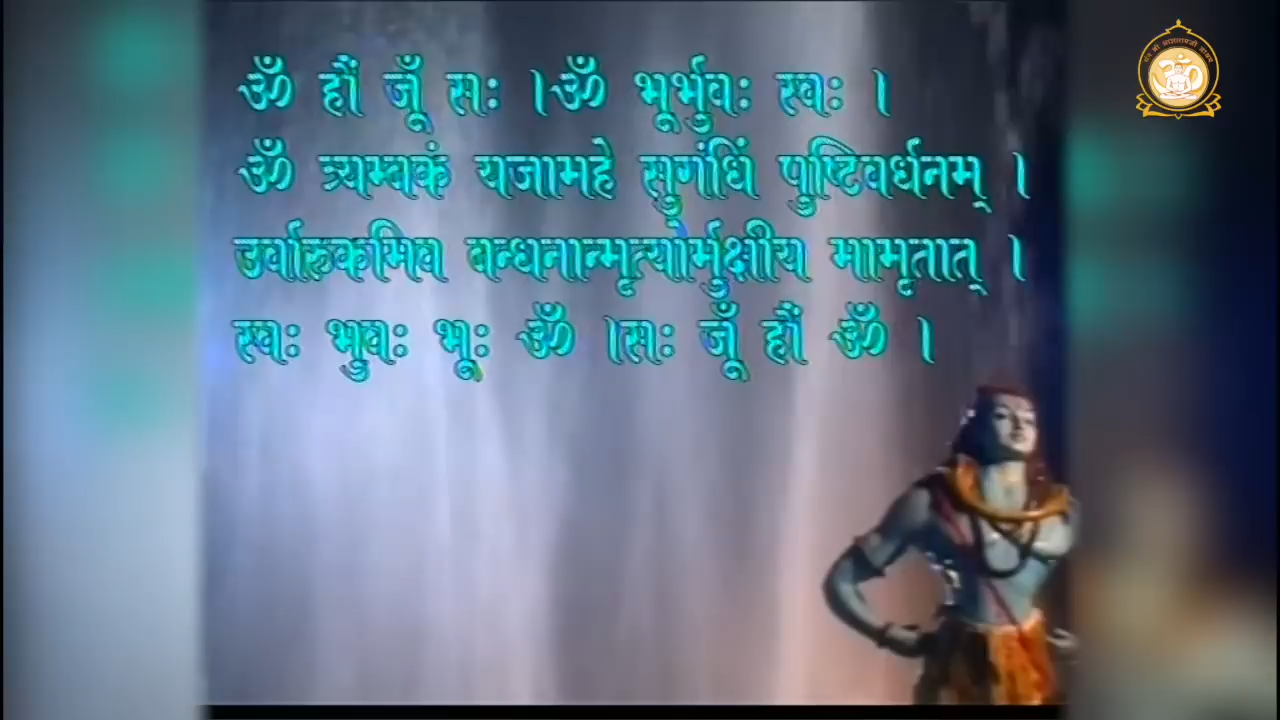 ॐ हौं जूँ सः ।ॐ भूर्भुवः स्वः ।
ॐ त्र्यम्बकं यजामहे सुगंधिं पुष्टिवर्धनम् ।
उर्वारुकमिव बन्धनान्मृत्योर्मुक्षीय मामृतात् ।
स्वः भुवः भूः ॐ ।सः जूँ हौं ॐ ।